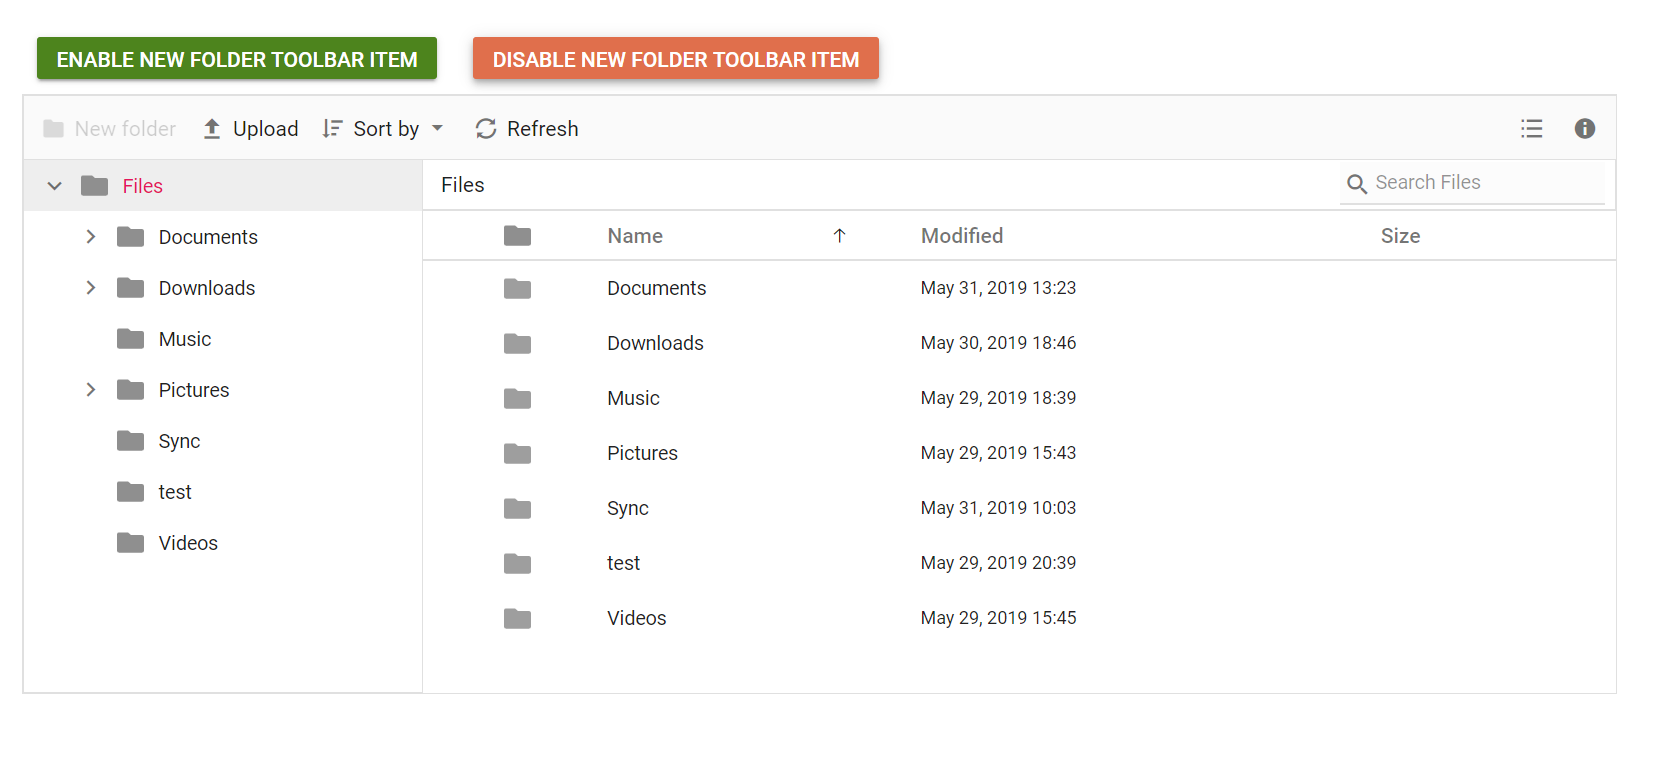 ENABLE NEW FOLDER TOOLBAR ITEM DISABLE NEW FOLDER TOOLBAR ITEM
New folder Upload Sort by Refresh
Files
Documents
Downloads
Music
Pictures
Sync
test
Videos
Files Search Files
Name Modified Size
Documents May 31, 2019 13:23
Downloads May 30, 2019 18:46
Music May 29, 2019 18:39
Pictures May 29, 2019 15:43
Sync May 31, 2019 10:03
test May 29, 2019 20:39
Videos May 29, 2019 15:45